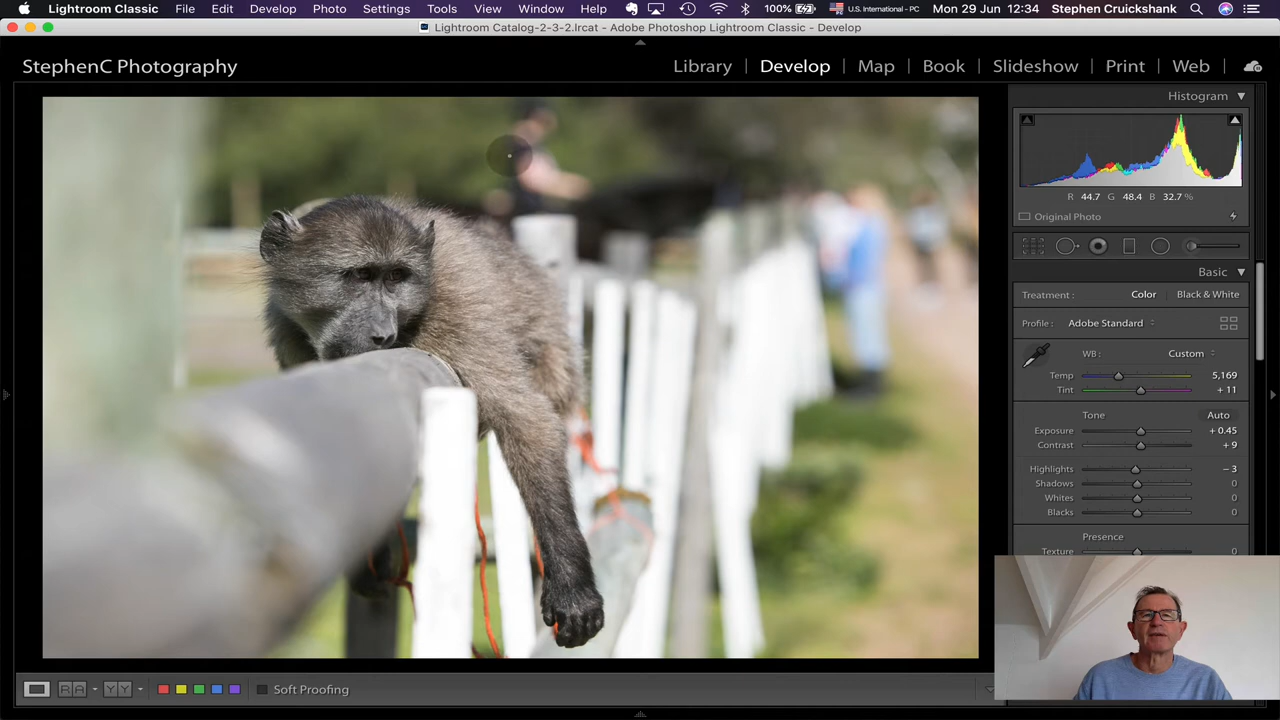 Lightroom Classic File Edit Develop Photo Settings Tools View Window Help 100% U.S. International - PC Mon 29 Jun 12:34 Stephen Cruickshank
Lightroom Catalog-2-3-2.lrcat - Adobe Photoshop Lightroom Classic - Develop
StephenC Photography Library | Develop | Map | Book | Slideshow | Print | Web
Histogram
R 44.7 G 48.4 B 32.7 %
Original Photo
Basic
Treatment : Color Black & White
Profile : Adobe Standard
WB : Custom
Temp 5,169
Tint + 11
Tone Auto
Exposure + 0.45
Contrast + 9
Highlights – 3
Shadows 0
Whites 0
Blacks 0
Presence
Texture 0
RA YY Soft Proofing